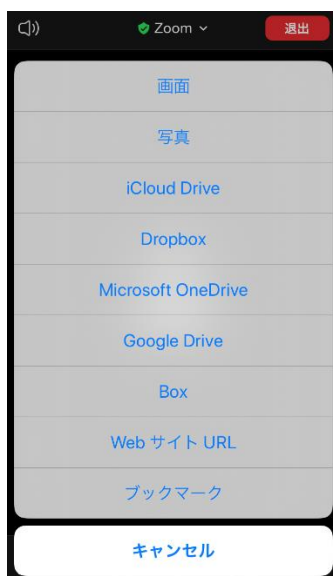 Zoom
退出
画面
写真
iCloud Drive
Dropbox
Microsoft OneDrive
Google Drive
Box
Web サイト URL
ブックマーク
キャンセル